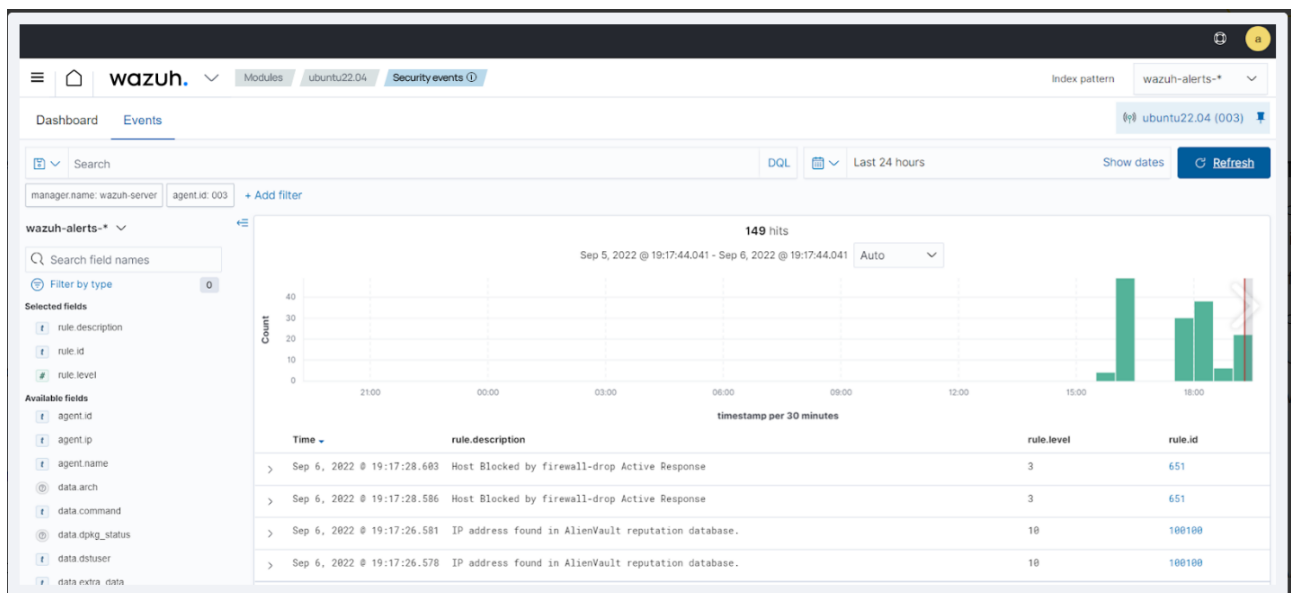 a
wazuh. Modules ubuntu22.04 Security events Index pattern wazuh-alerts-*
Dashboard Events ubuntu22.04 (003)
Search DQL Last 24 hours Show dates Refresh
manager.name: wazuh-server agent.id: 003 + Add filter
wazuh-alerts-*
Search field names
Filter by type 0
Selected fields
t rule.description
t rule.id
# rule.level
Available fields
t agent.id
t agent.ip
t agent.name
data.arch
t data.command
data.dpkg_status
t data.dstuser
t data.extra_data
149 hits
Sep 5, 2022 @ 19:17:44.041 - Sep 6, 2022 @ 19:17:44.041 Auto
Count
40
30
20
10
0
21:00 00:00 03:00 06:00 09:00 12:00 15:00 18:00
timestamp per 30 minutes
Time rule.description rule.level rule.id
Sep 6, 2022 @ 19:17:28.603 Host Blocked by firewall-drop Active Response 3 651
Sep 6, 2022 @ 19:17:28.586 Host Blocked by firewall-drop Active Response 3 651
Sep 6, 2022 @ 19:17:26.581 IP address found in AlienVault reputation database. 10 100100
Sep 6, 2022 @ 19:17:26.578 IP address found in AlienVault reputation database. 10 100100